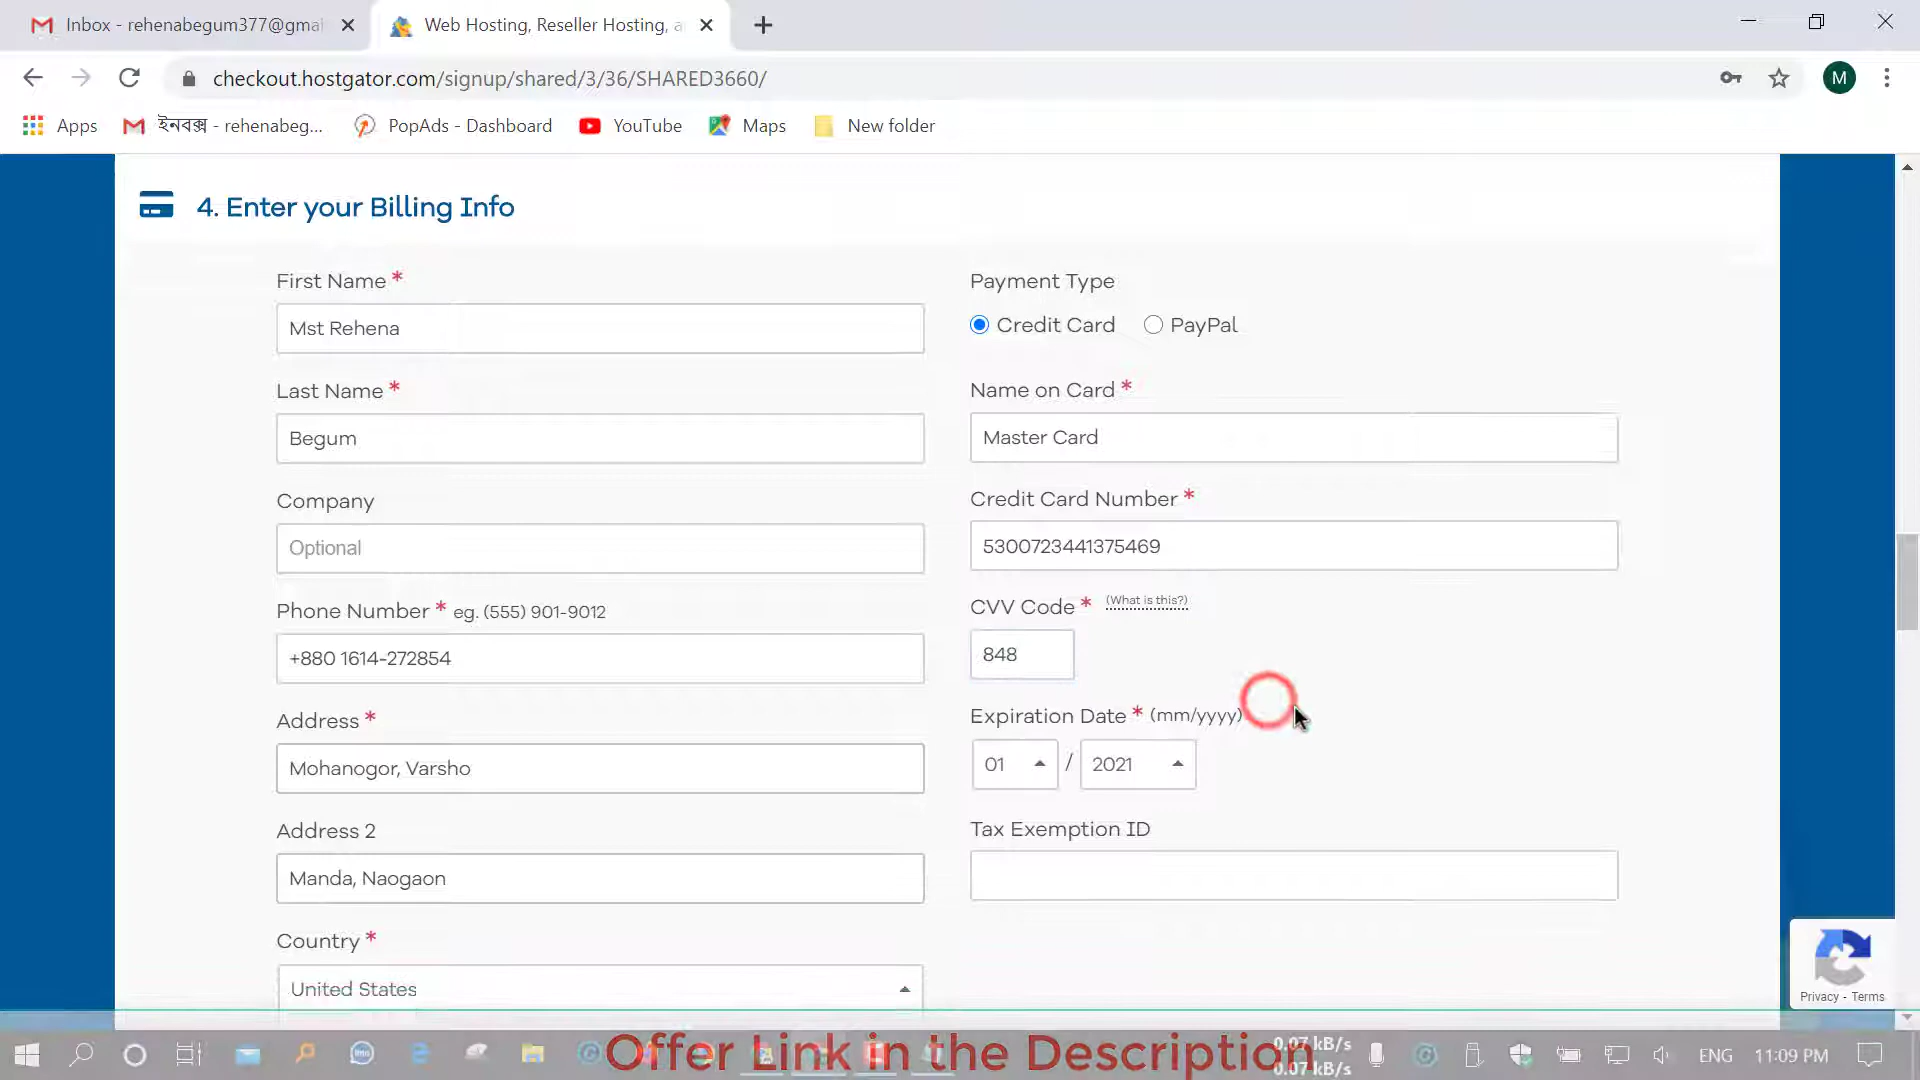 Inbox - rehenabegum377@gmai
Web Hosting, Reseller Hosting, a
checkout.hostgator.com/signup/shared/3/36/SHARED3660/
M
Apps
ইনবক্স - rehenabeg...
PopAds - Dashboard
YouTube
Maps
New folder
4. Enter your Billing Info
First Name *
Mst Rehena
Last Name *
Begum
Company
Optional
Phone Number * eg. (555) 901-9012
+880 1614-272854
Address *
Mohanogor, Varsho
Address 2
Manda, Naogaon
Country *
United States
Payment Type
Credit Card
PayPal
Name on Card *
Master Card
Credit Card Number *
5300723441375469
CVV Code * (What is this?)
848
Expiration Date * (mm/yyyy)
01 / 2021
Tax Exemption ID
Privacy - Terms
Offer Link in the Description
0.07 kB/s
0.07 kB/s
ENG
11:09 PM